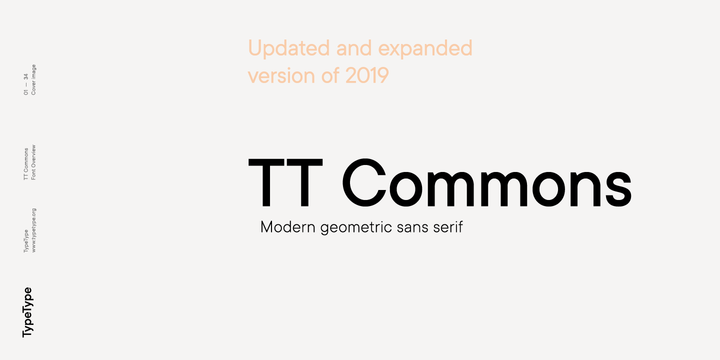 Updated and expanded
version of 2019
TT Commons
Modern geometric sans serif
01 — 34
Cover image
TT Commons
Font Overview
TypeType
www.typetype.org
TypeType